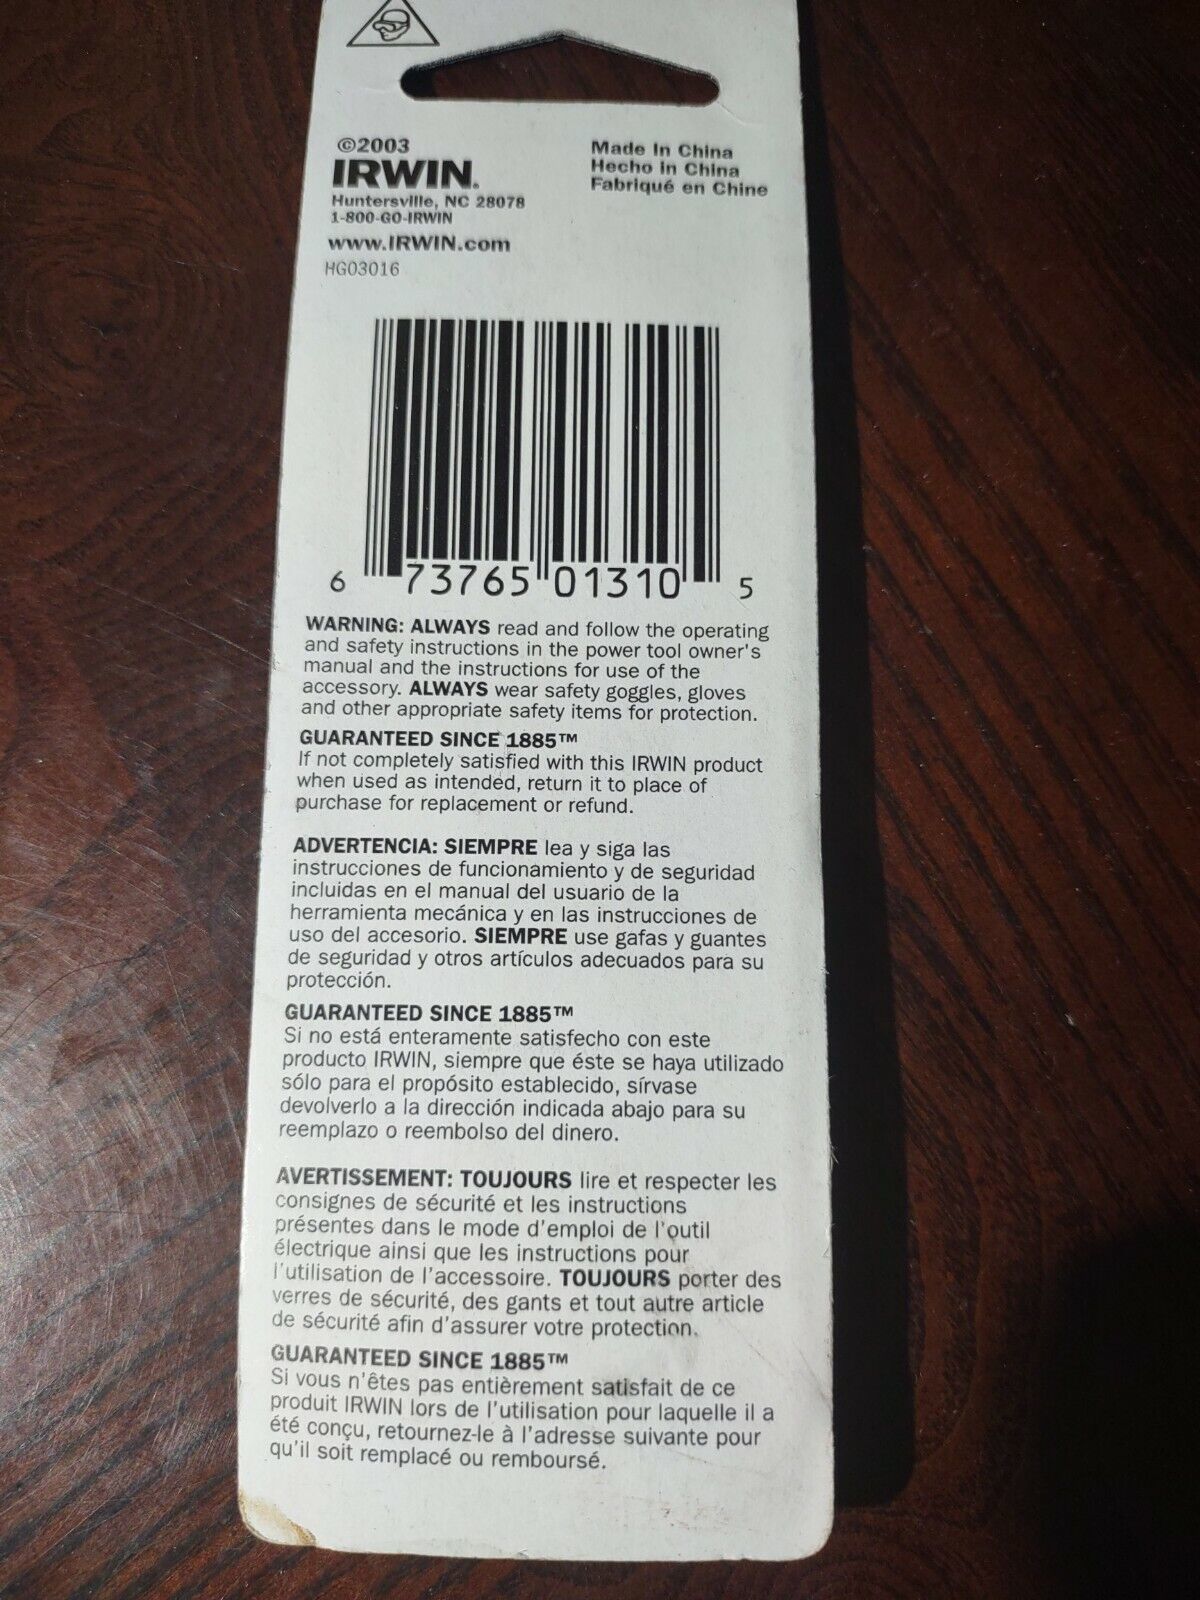 ©2003
IRWIN.
Huntersville, NC 28078
1-800-GO-IRWIN
www.IRWIN.com
HG03016
Made In China
Hecho in China
Fabriqué en Chine
6 73765 01310 5
WARNING: ALWAYS read and follow the operating
and safety instructions in the power tool owner's
manual and the instructions for use of the
accessory. ALWAYS wear safety goggles, gloves
and other appropriate safety items for protection.
GUARANTEED SINCE 1885™
If not completely satisfied with this IRWIN product
when used as intended, return it to place of
purchase for replacement or refund.
ADVERTENCIA: SIEMPRE lea y siga las
instrucciones de funcionamiento y de seguridad
incluidas en el manual del usuario de la
herramienta mecánica y en las instrucciones de
uso del accesorio. SIEMPRE use gafas y guantes
de seguridad y otros artículos adecuados para su
protección.
GUARANTEED SINCE 1885™
Si no está enteramente satisfecho con este
producto IRWIN, siempre que éste se haya utilizado
sólo para el propósito establecido, sírvase
devolverlo a la dirección indicada abajo para su
reemplazo o reembolso del dinero.
AVERTISSEMENT: TOUJOURS lire et respecter les
consignes de sécurité et les instructions
présentes dans le mode d'emploi de l'outil
électrique ainsi que les instructions pour
l'utilisation de l'accessoire. TOUJOURS porter des
verres de sécurité, des gants et tout autre article
de sécurité afin d'assurer votre protection.
GUARANTEED SINCE 1885™
Si vous n'êtes pas entièrement satisfait de ce
produit IRWIN lors de l'utilisation pour laquelle il a
été conçu, retournez-le à l'adresse suivante pour
qu'il soit remplacé ou remboursé.